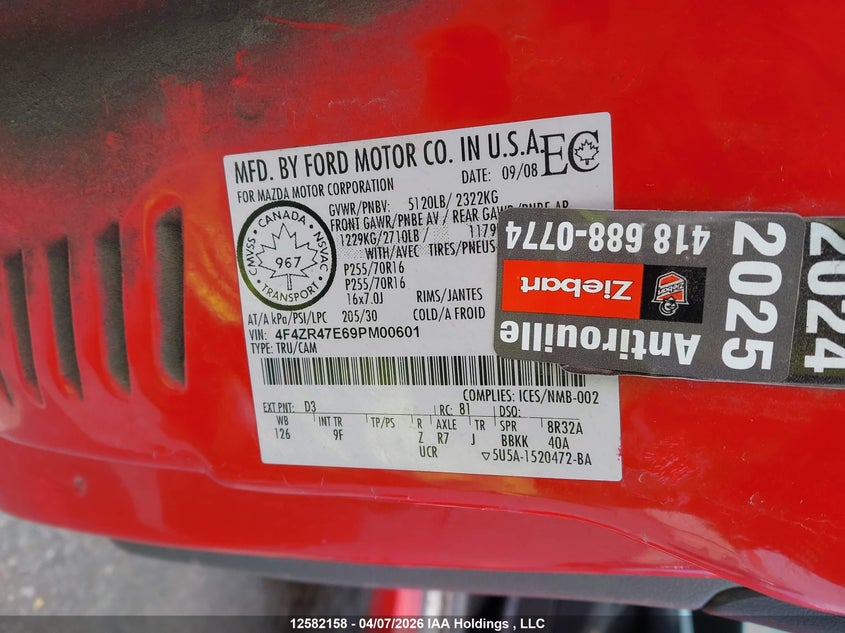 MFD. BY FORD MOTOR CO. IN U.S.A.
EC
FOR MAZDA MOTOR CORPORATION
DATE: 09/08
GVWR/PNBV: 5120LB/ 2322KG
FRONT GAWR/PNBE AV / REAR GAWR/PNBE AR
1229KG/2710LB / 1179
WITH/AVEC TIRES/PNEUS
P255/70R16
P255/70R16
16x7.0J RIMS/JANTES
AT/A kPa/PSI/LPC 205/30 COLD/A FROID
VIN: 4F4ZR47E69PM00601
TYPE: TRU/CAM
CANADA
CMVSS NSVAC
967
TRANSPORT
COMPLIES: ICES/NMB-002
EXT PNT: D3 RC: 81 DSO:
WB INT TR TP/PS R AXLE TR SPR 8R32A
126 9F Z R7 J BBKK 40A
UCR 5U5A-1520472-BA
418 688-0774
Ziebart
Ziebart
Antirouille
2025
2024
12582158 - 04/07/2026 IAA Holdings , LLC